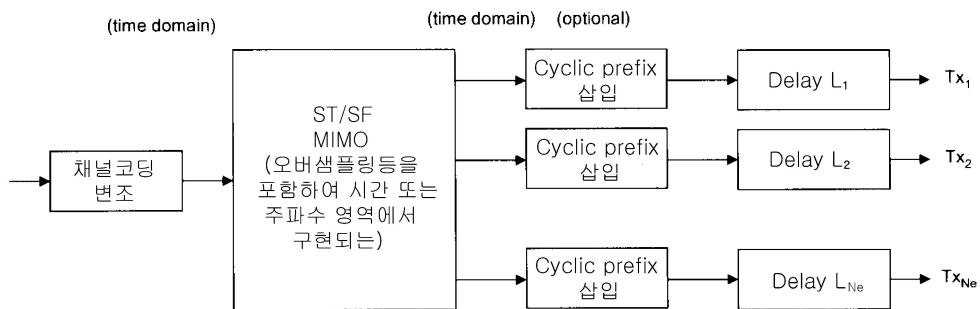 (time domain)
(time domain) (optional)
채널코딩
변조
ST/SF
MIMO
(오버샘플링등을
포함하여 시간 또는
주파수 영역에서
구현되는)
Cyclic prefix
삽입
Delay L1
Tx1
Cyclic prefix
삽입
Delay L2
Tx2
Cyclic prefix
삽입
Delay LNe
TxNe